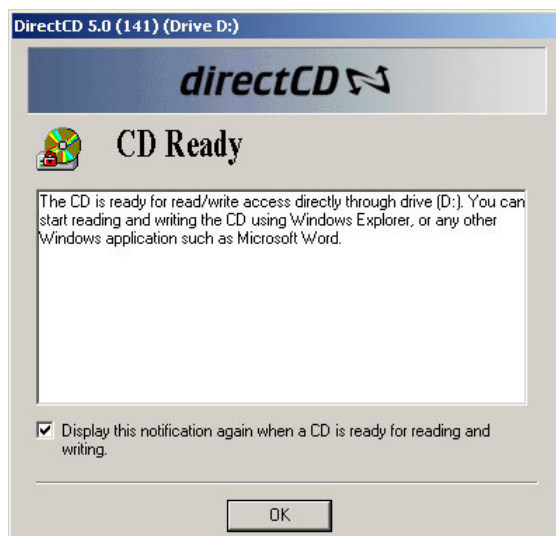 DirectCD 5.0 (141) (Drive D:)
directCD
CD Ready
The CD is ready for read/write access directly through drive (D:). You can
start reading and writing the CD using Windows Explorer, or any other
Windows application such as Microsoft Word.
Display this notification again when a CD is ready for reading and
writing.
OK